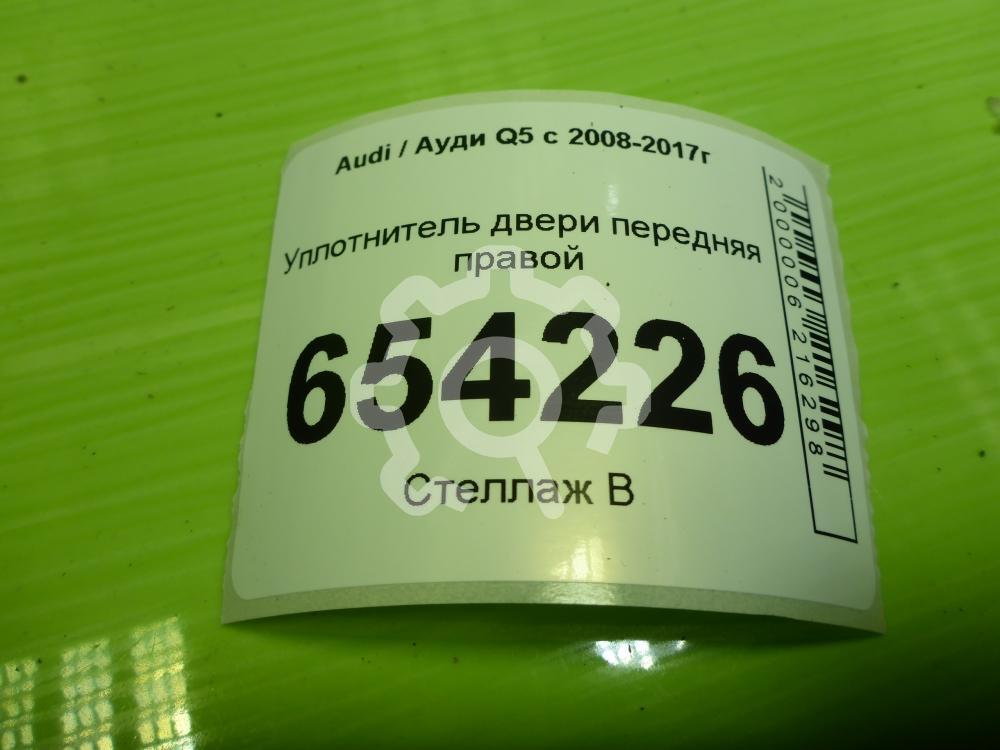 Audi / Ауди Q5 с 2008-2017г
Уплотнитель двери передняя
правой
654226
Стеллаж В
2000006216298